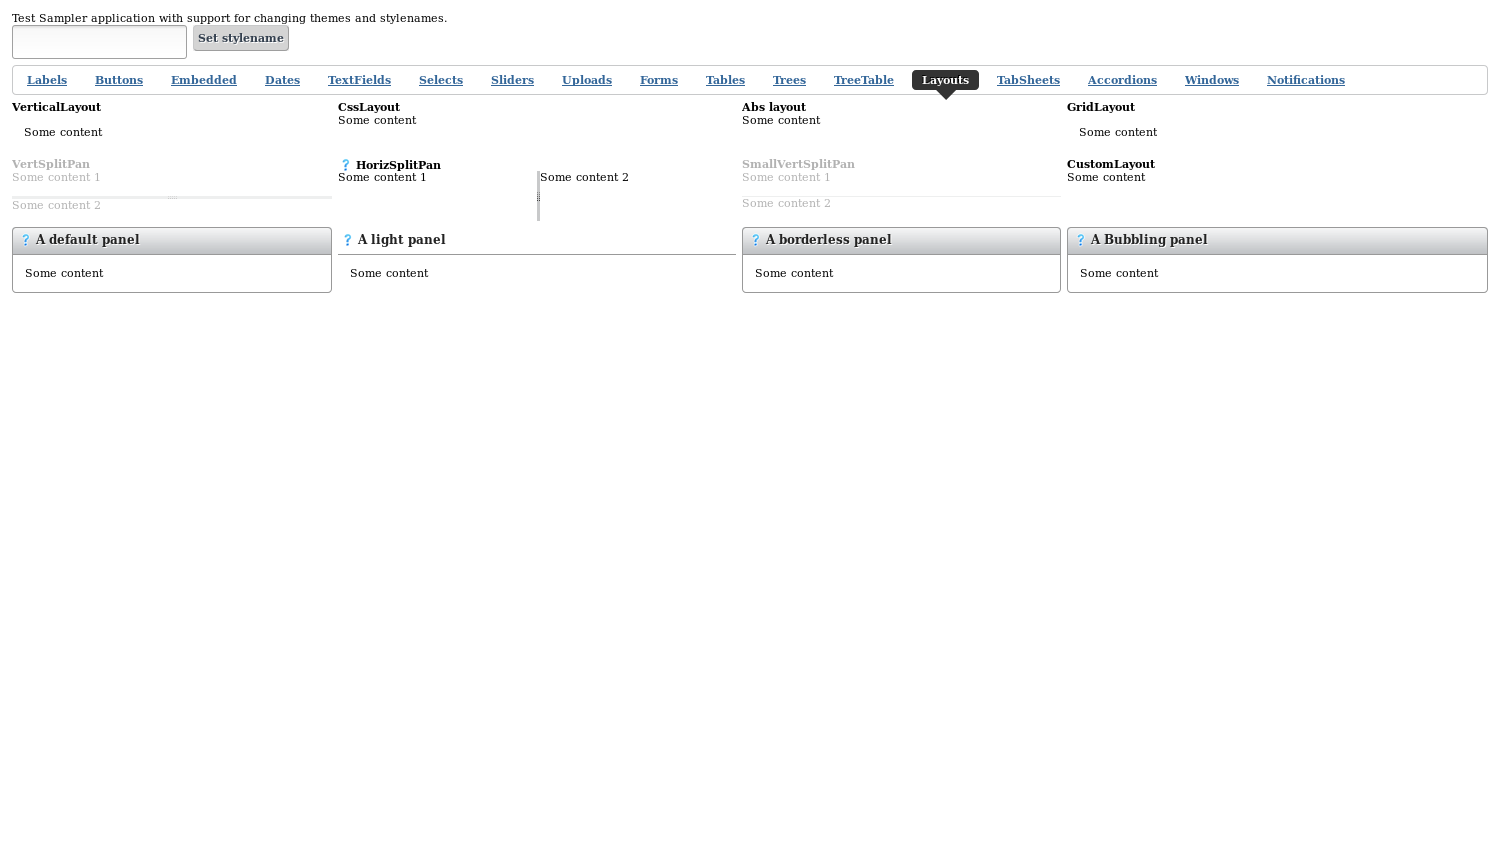 Test Sampler application with support for changing themes and stylenames.
Set stylename
Labels Buttons Embedded Dates TextFields Selects Sliders Uploads Forms Tables Trees TreeTable Layouts TabSheets Accordions Windows Notifications
VerticalLayout CssLayout Abs layout GridLayout
Some content Some content
Some content Some content
VertSplitPan ? HorizSplitPan SmallVertSplitPan CustomLayout
Some content 1 Some content 1 Some content 2 Some content 1 Some content
Some content 2 Some content 2
? A default panel ? A light panel ? A borderless panel ? A Bubbling panel
Some content Some content Some content Some content